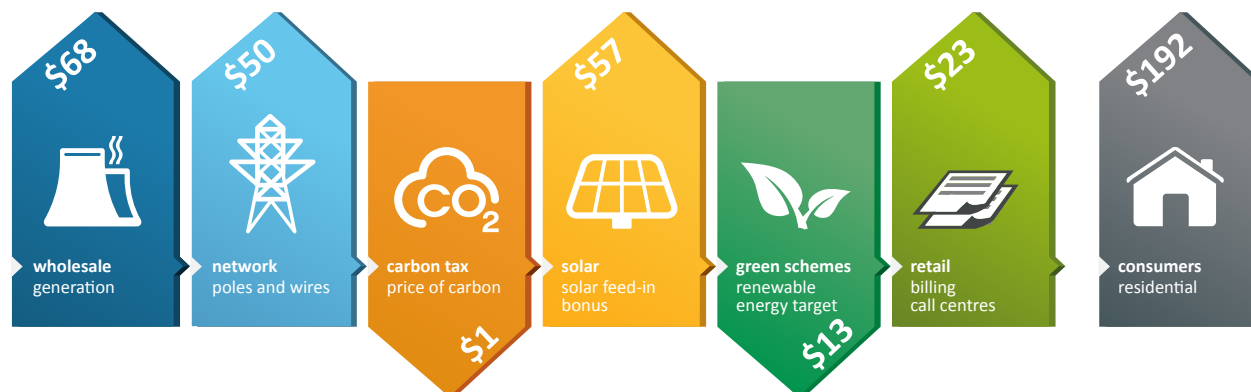 $68
wholesale
generation
$50
network
poles and wires
CO2
carbon tax
price of carbon
$1
$57
solar
solar feed-in
bonus
green schemes
renewable
energy target
$13
$23
retail
billing
call centres
$192
consumers
residential